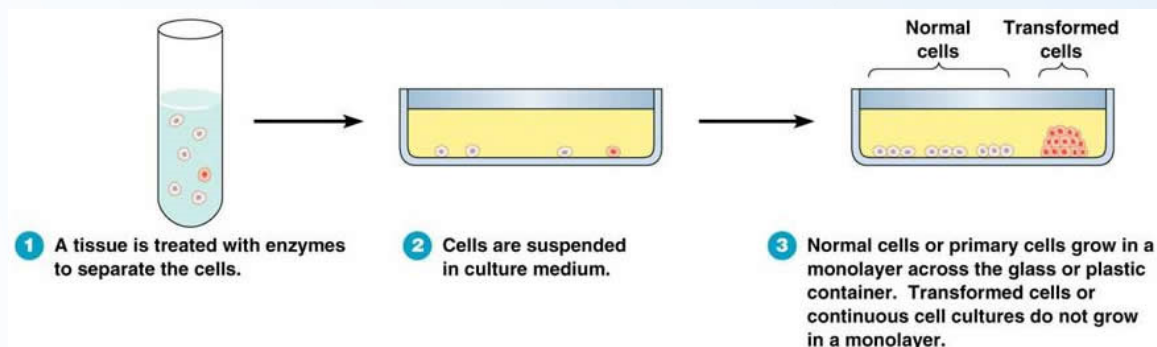 Normal
cells
Transformed
cells
1 A tissue is treated with enzymes
to separate the cells.
2 Cells are suspended
in culture medium.
3 Normal cells or primary cells grow in a
monolayer across the glass or plastic
container. Transformed cells or
continuous cell cultures do not grow
in a monolayer.